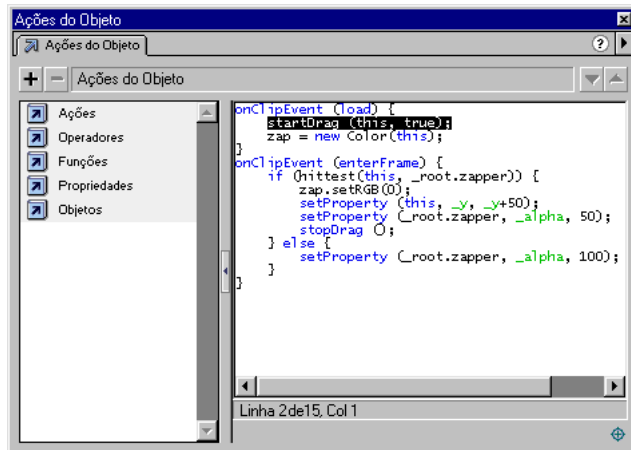 Ações do Objeto
Ações do Objeto
Ações do Objeto
Ações
Operadores
Funções
Propriedades
Objetos
onClipEvent (load) {
    startDrag (this, true);
    zap = new Color(this);
}
onClipEvent (enterFrame) {
    if (hittest(this, _root.zapper)) {
        zap.setRGB(0);
        setProperty (this, _y, _y+50);
        setProperty (_root.zapper, _alpha, 50);
        stopDrag ();
    } else {
        setProperty (_root.zapper, _alpha, 100);
    }
}
Linha 2de15, Col 1